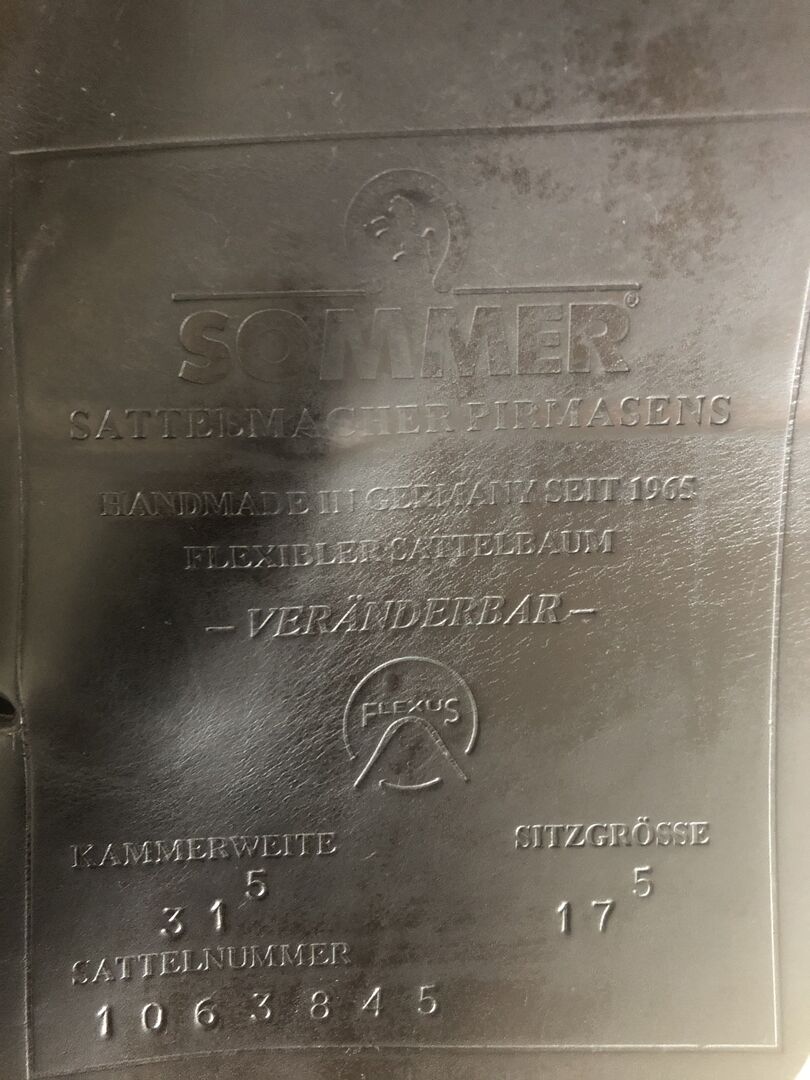 SOMMER®
SATTELMACHER PIRMASENS
HANDMADE IN GERMANY SEIT 1965
FLEXIBLER SATTELBAUM
– VERÄNDERBAR –
FLEXUS
KAMMERWEITE SITZGRÖSSE
31⁵ 17⁵
SATTELNUMMER
1063845